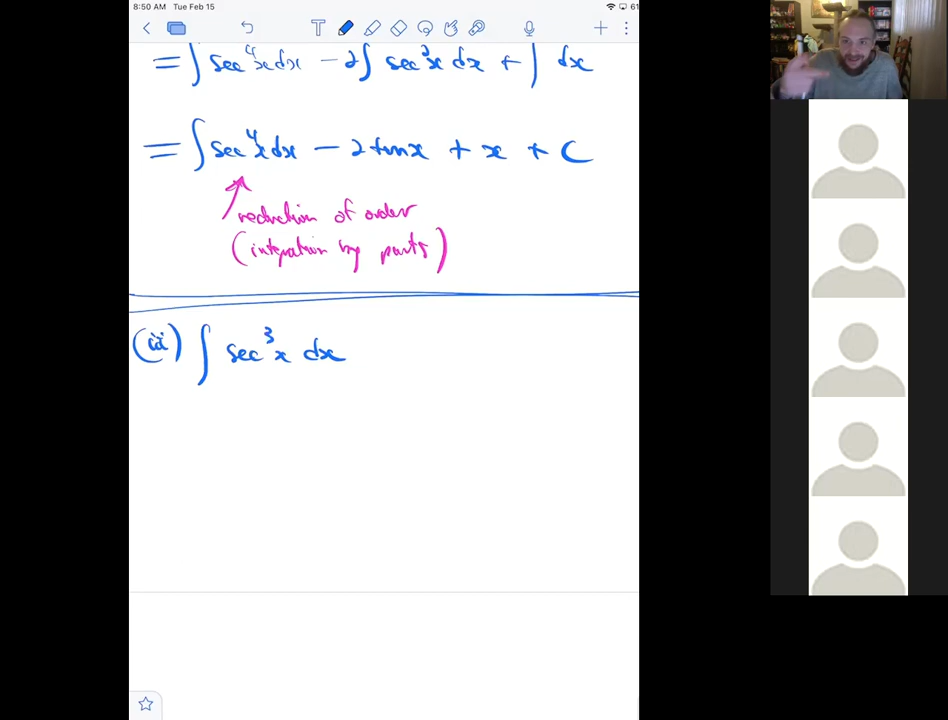 8:50 AM Tue Feb 15
61
T
= ∫ sec⁴x dx - 2∫ sec²x dx + ∫ dx
= ∫ sec⁴x dx - 2 tan x + x + C
reduction of order
(integration by parts)
(iii) ∫ sec³x dx